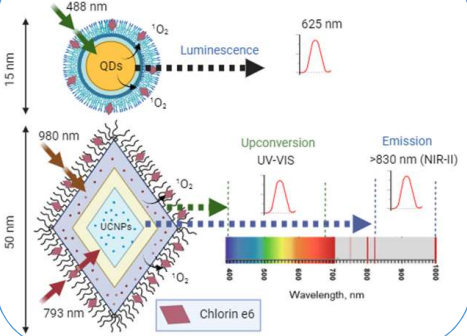 488 nm
¹O₂
625 nm
Luminescence
QDs
15 nm
¹O₂
980 nm
Upconversion
Emission
UV-VIS
>830 nm (NIR-II)
¹O₂
UCNPs
50 nm
¹O₂
400 500 600 700 800 900 1000
Wavelength, nm
793 nm
Chlorin e6